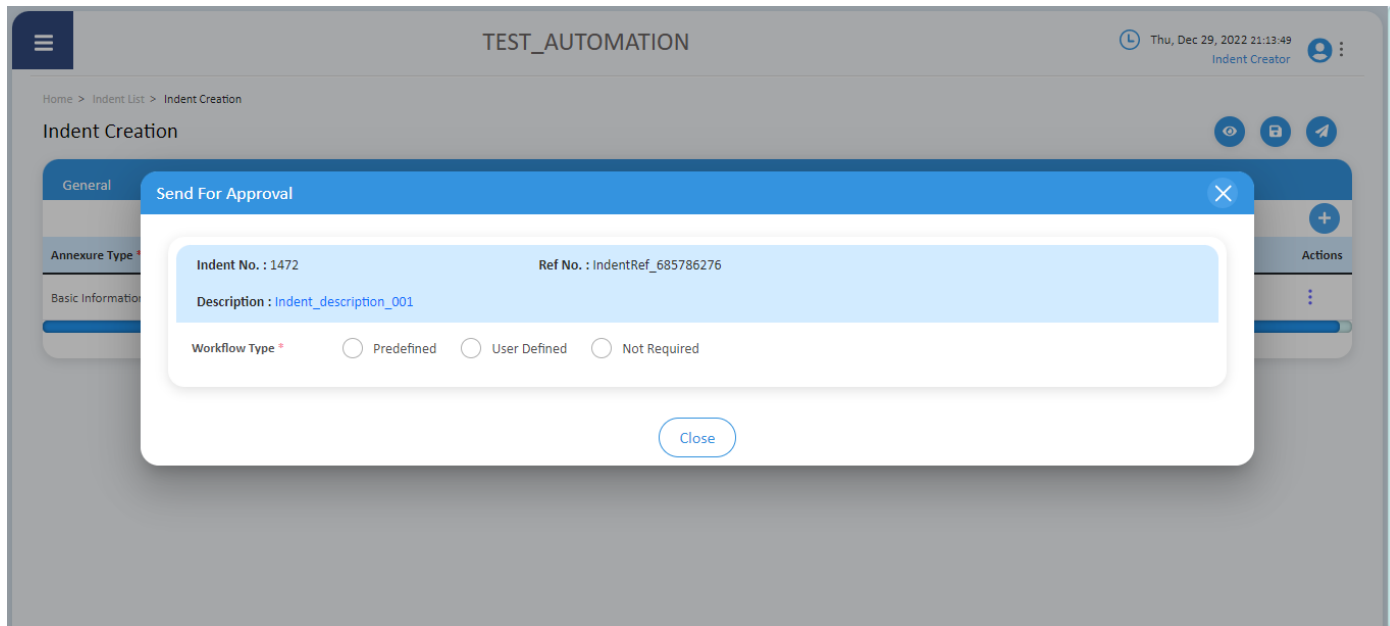 TEST_AUTOMATION
Thu, Dec 29, 2022 21:13:49
Indent Creator
Home > Indent List > Indent Creation
Indent Creation
General
Send For Approval
Annexure Type *
Actions
Indent No. : 1472 Ref No. : IndentRef_685786276
Basic Information
Description : Indent_description_001
Workflow Type * Predefined User Defined Not Required
Close